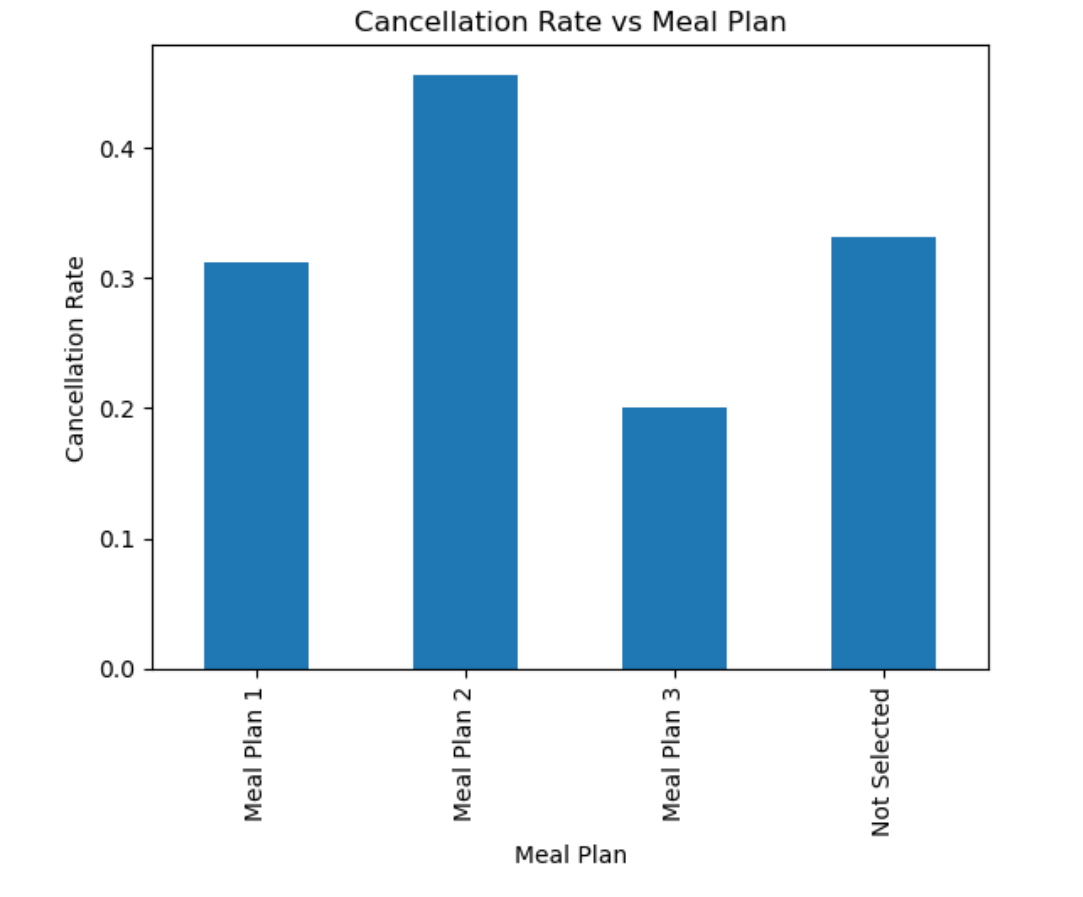 Cancellation Rate vs Meal Plan
Cancellation Rate
0.4
0.3
0.2
0.1
0.0
Meal Plan 1
Meal Plan 2
Meal Plan 3
Not Selected
Meal Plan